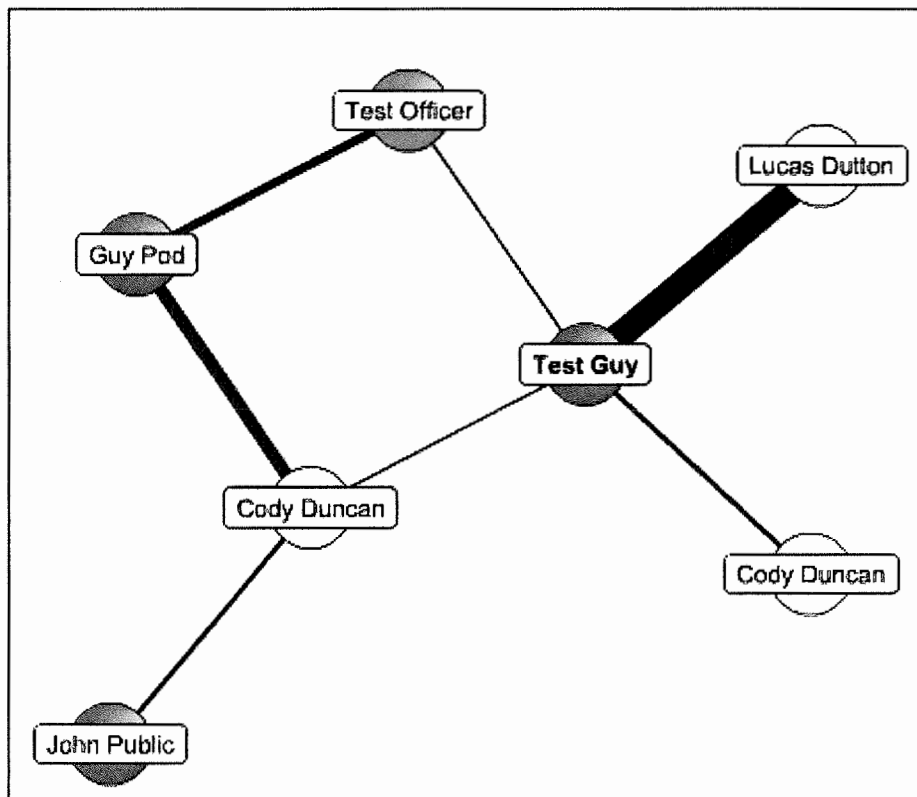 Test Officer
Lucas Dutton
Guy Pod
Test Guy
Cody Duncan
Cody Duncan
John Public